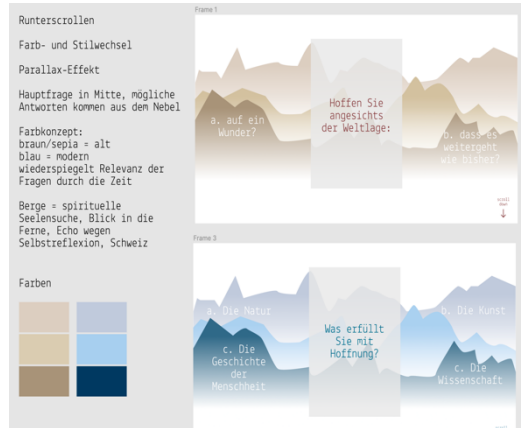 Runterscrollen
Farb- und Stilwechsel
Parallax-Effekt
Hauptfrage in Mitte, mögliche
Antworten kommen aus dem Nebel
Farbkonzept:
braun/sepia = alt
blau = modern
wiederspiegelt Relevanz der
Fragen durch die Zeit
Berge = spirituelle
Seelensuche, Blick in die
Ferne, Echo wegen
Selbstreflexion, Schweiz
Farben
Frame 1
Hoffen Sie
angesichts
der Weltlage:
a. auf ein
Wunder?
b. dass es
weitergeht
wie bisher?
scroll
down
Frame 3
a. Die Natur
b. Die Kunst
Was erfüllt
Sie mit
Hoffnung?
c. Die
Geschichte
der
Menschheit
c. Die
Wissenschaft
scroll